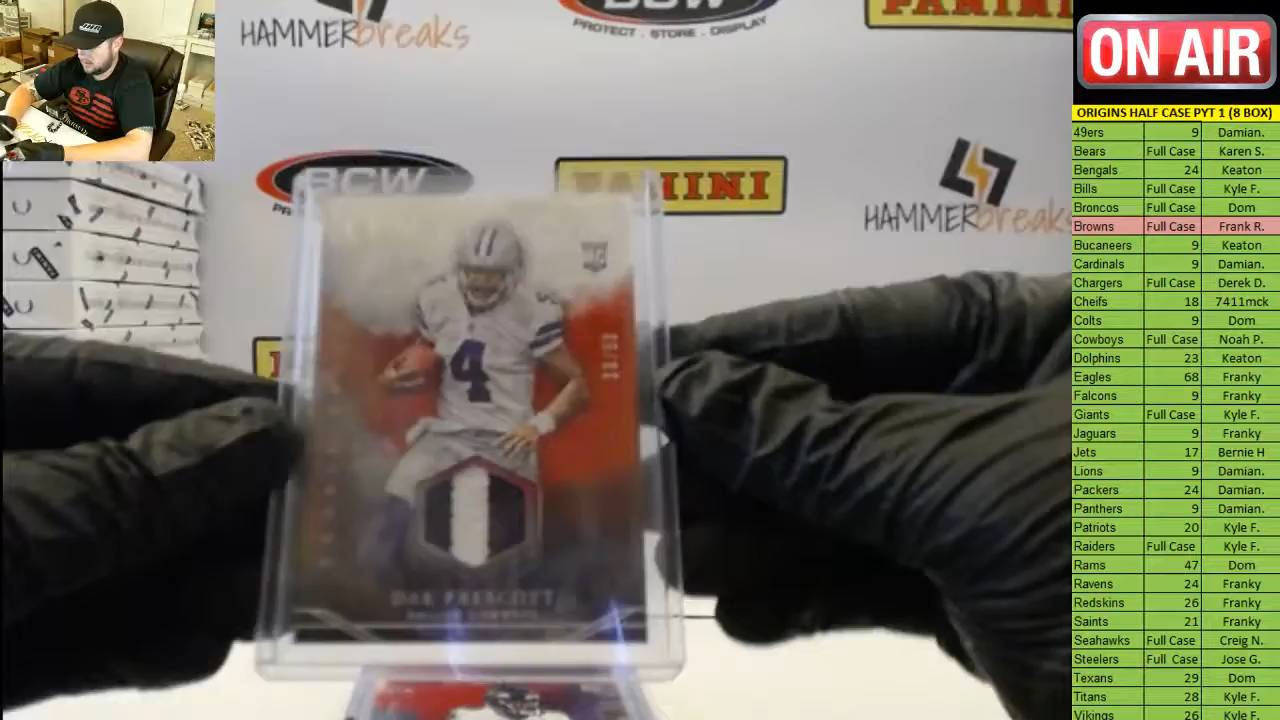 JHR
HAMMERbreaks
BCW
PROTECT . STORE . DISPLAY
PANINI
BCW
PANINI
HAMMERbreaks
4
ON AIR
ORIGINS HALF CASE PYT 1 (8 BOX)
49ers 9 Damian.
Bears Full Case Karen S.
Bengals 24 Keaton
Bills Full Case Kyle F.
Broncos Full Case Dom
Browns Full Case Frank R.
Bucaneers 9 Keaton
Cardinals 9 Damian.
Chargers Full Case Derek D.
Cheifs 18 7411mck
Colts 9 Dom
Cowboys Full Case Noah P.
Dolphins 23 Keaton
Eagles 68 Franky
Falcons 9 Franky
Giants Full Case Kyle F.
Jaguars 9 Franky
Jets 17 Bernie H
Lions 9 Damian.
Packers 24 Damian.
Panthers 9 Damian.
Patriots 20 Kyle F.
Raiders Full Case Kyle F.
Rams 47 Dom
Ravens 24 Franky
Redskins 26 Franky
Saints 21 Franky
Seahawks Full Case Creig N.
Steelers Full Case Jose G.
Texans 29 Dom
Titans 28 Kyle F.
Vikings 26 Kyle F.